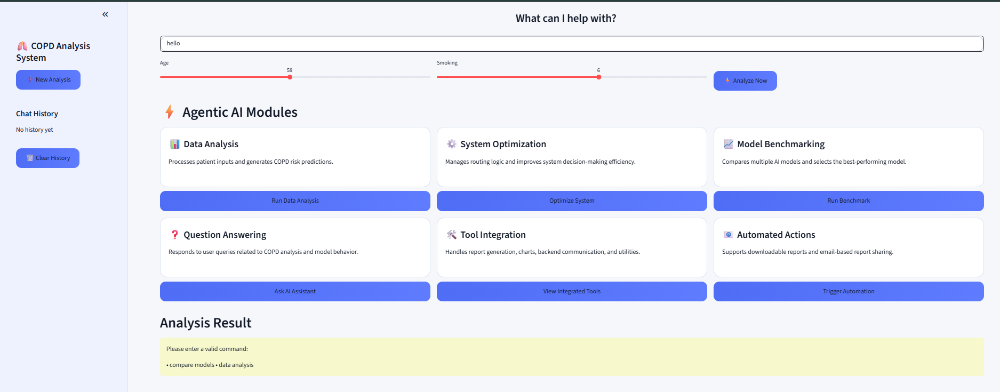 COPD Analysis
System
New Analysis
Chat History
No history yet
Clear History
What can I help with?
hello
Age
58
Smoking
6
Analyze Now
Agentic AI Modules
Data Analysis
Processes patient inputs and generates COPD risk predictions.
Run Data Analysis
System Optimization
Manages routing logic and improves system decision-making efficiency.
Optimize System
Model Benchmarking
Compares multiple AI models and selects the best-performing model.
Run Benchmark
Question Answering
Responds to user queries related to COPD analysis and model behavior.
Ask AI Assistant
Tool Integration
Handles report generation, charts, backend communication, and utilities.
View Integrated Tools
Automated Actions
Supports downloadable reports and email-based report sharing.
Trigger Automation
Analysis Result
Please enter a valid command:
• compare models • data analysis